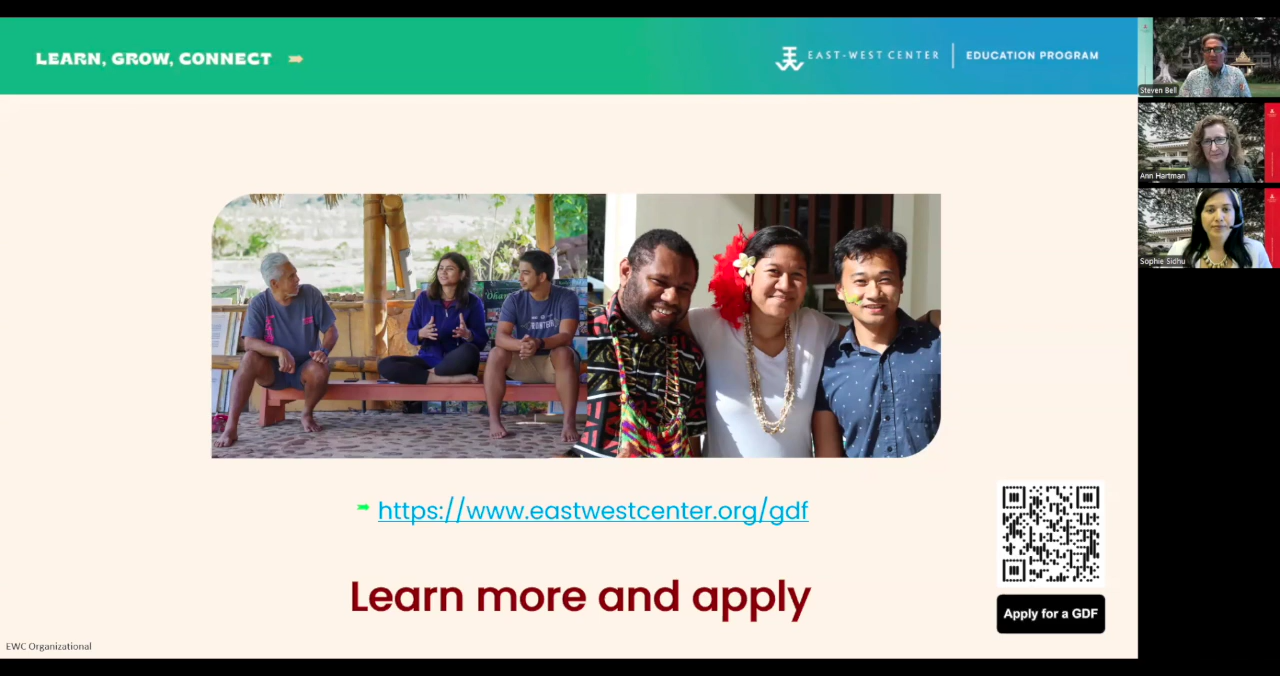 LEARN, GROW, CONNECT
EAST-WEST CENTER
EDUCATION PROGRAM
https://www.eastwestcenter.org/gdf
Learn more and apply
Apply for a GDF
EWC Organizational
Steven Bell
Ann Hartman
Sophie Sidhu